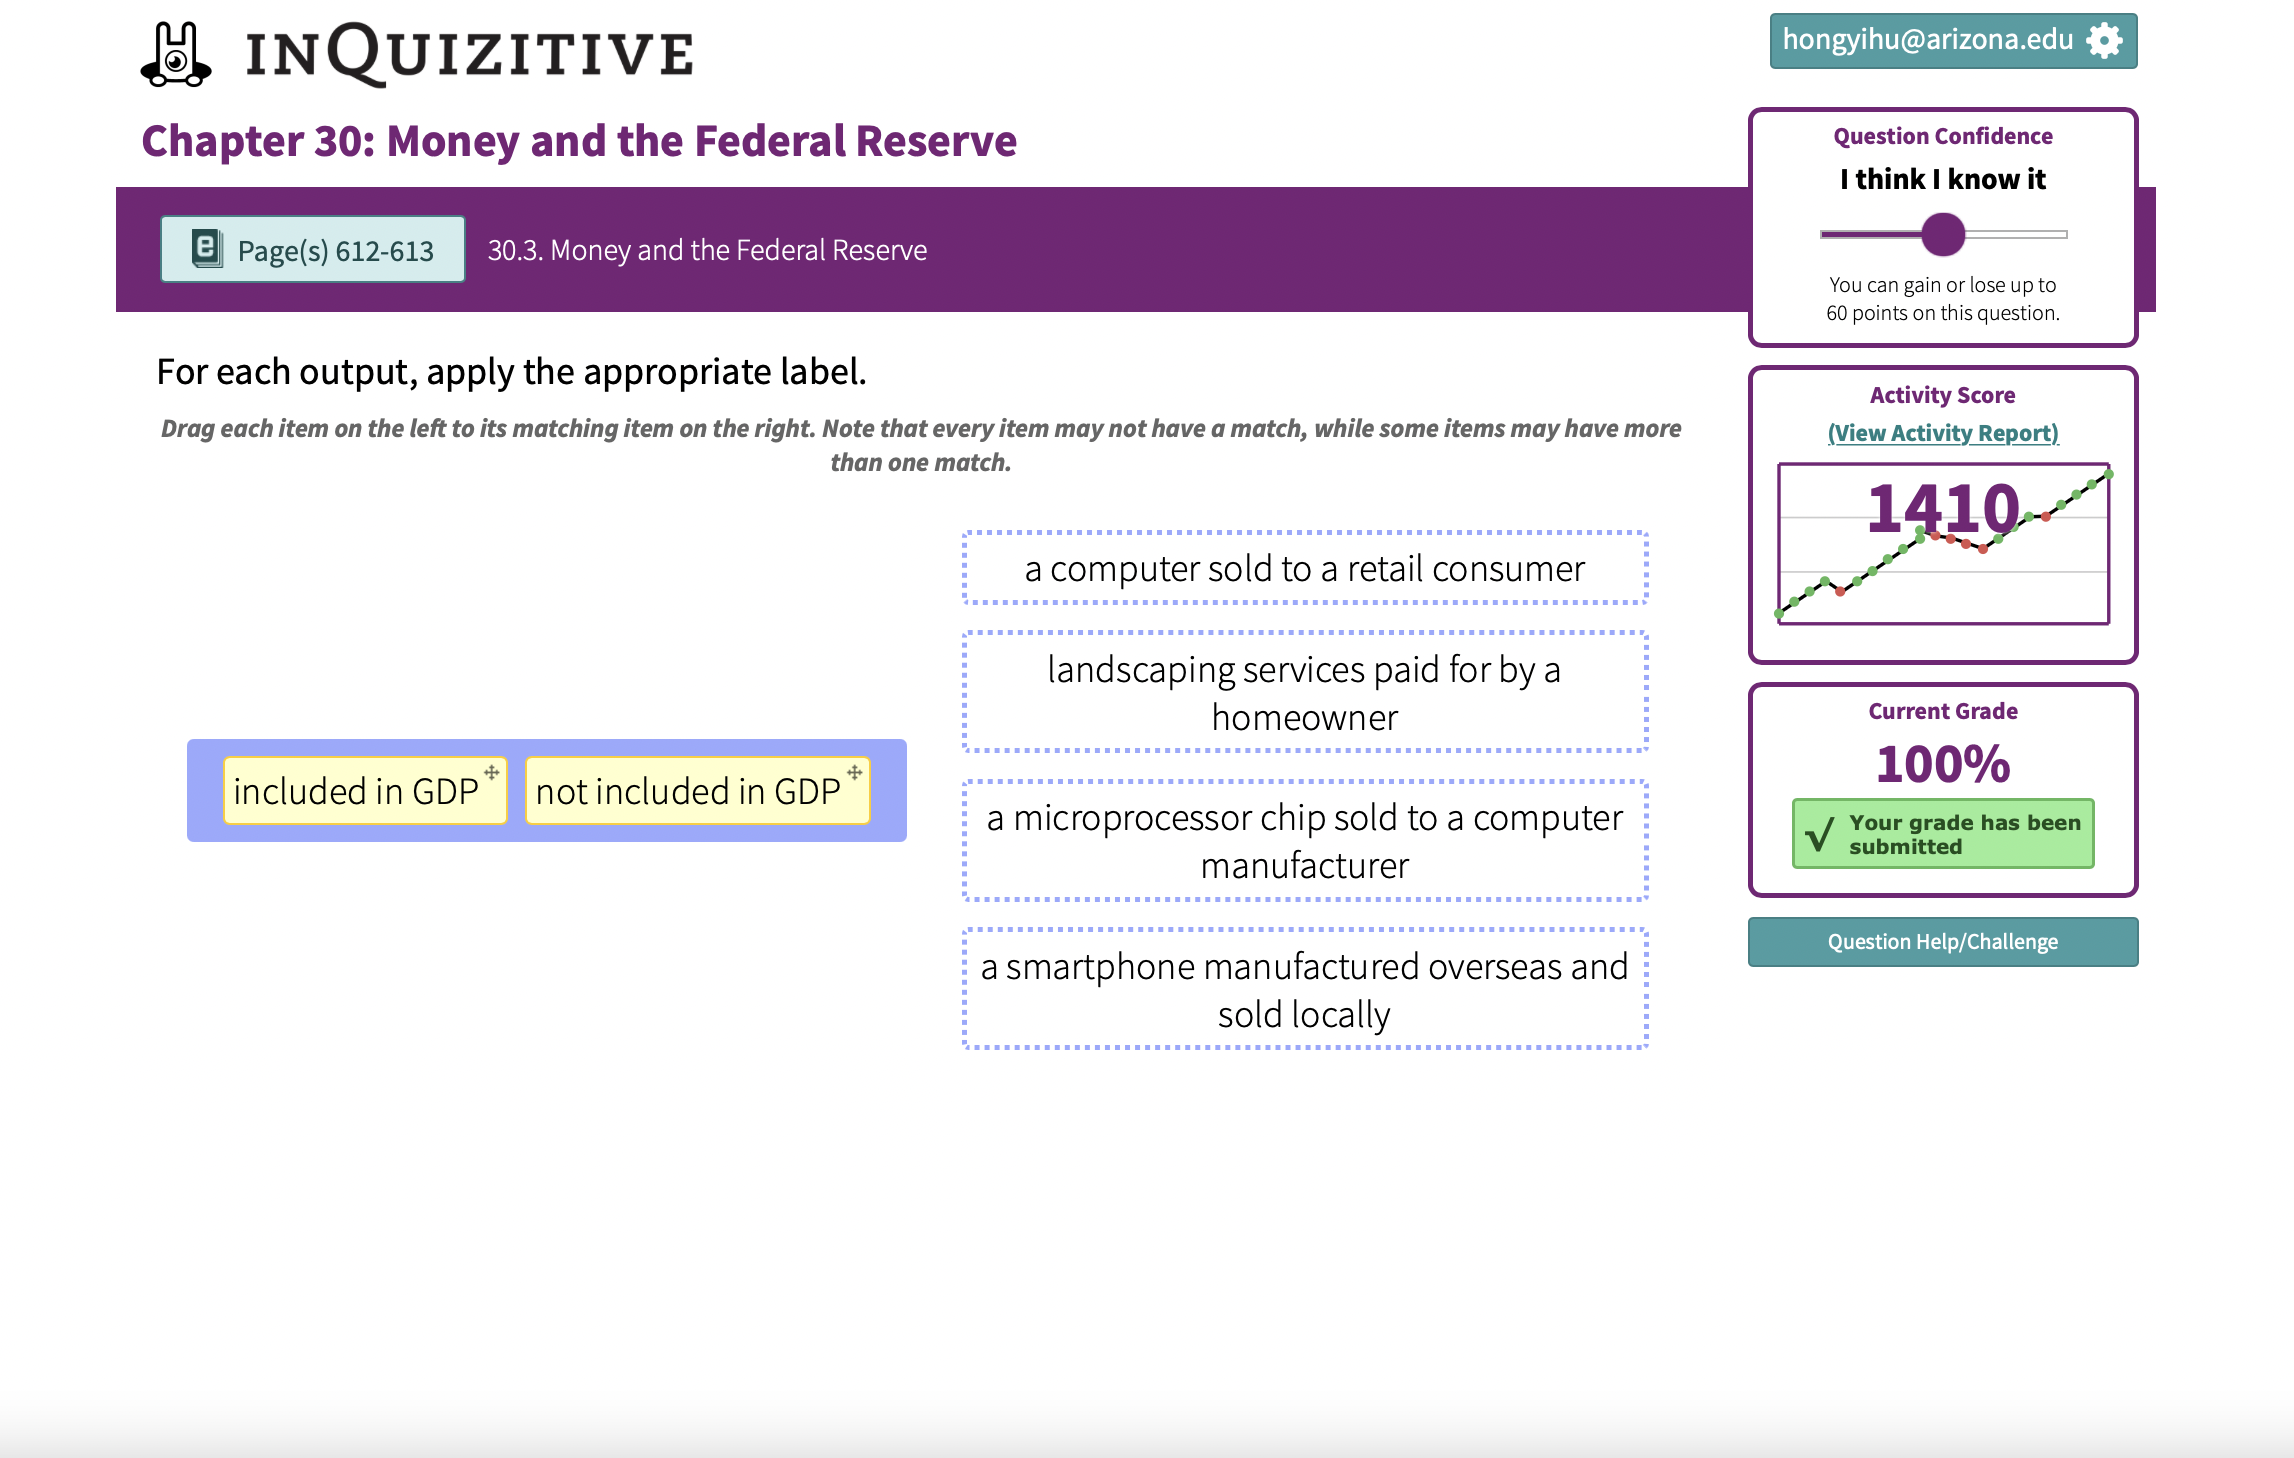 INQUIZITIVE
hongyihu@arizona.edu
Chapter 30: Money and the Federal Reserve
Page(s) 612-613
30.3. Money and the Federal Reserve
Question Confidence
I think I know it
You can gain or lose up to
60 points on this question.
For each output, apply the appropriate label.
Drag each item on the left to its matching item on the right. Note that every item may not have a match, while some items may have more
than one match.
included in GDP
not included in GDP
a computer sold to a retail consumer
landscaping services paid for by a
homeowner
a microprocessor chip sold to a computer
manufacturer
a smartphone manufactured overseas and
sold locally
Activity Score
(View Activity Report)
1410
Current Grade
100%
√ Your grade has been
submitted
Question Help/Challenge